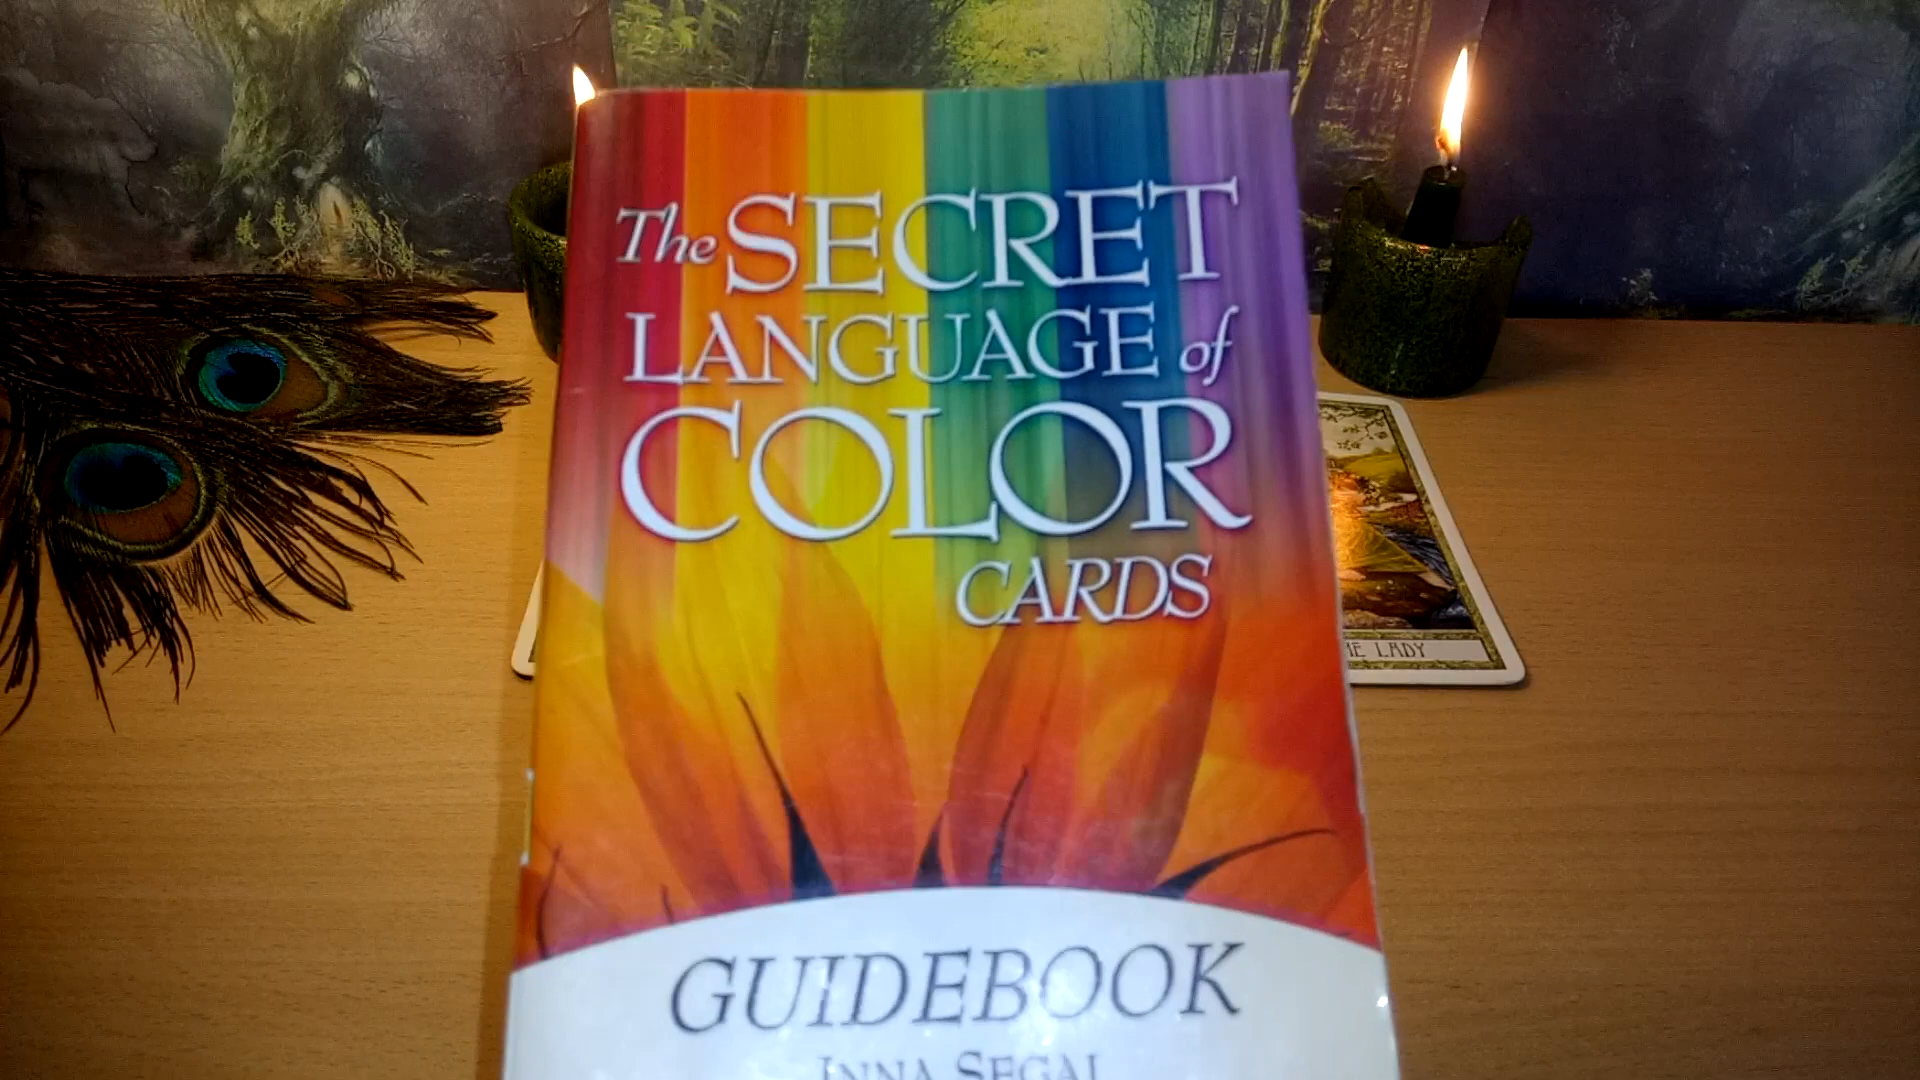 The SECRET
LANGUAGE of
COLOR
CARDS
GUIDEBOOK
INNA SEGAL
LADY